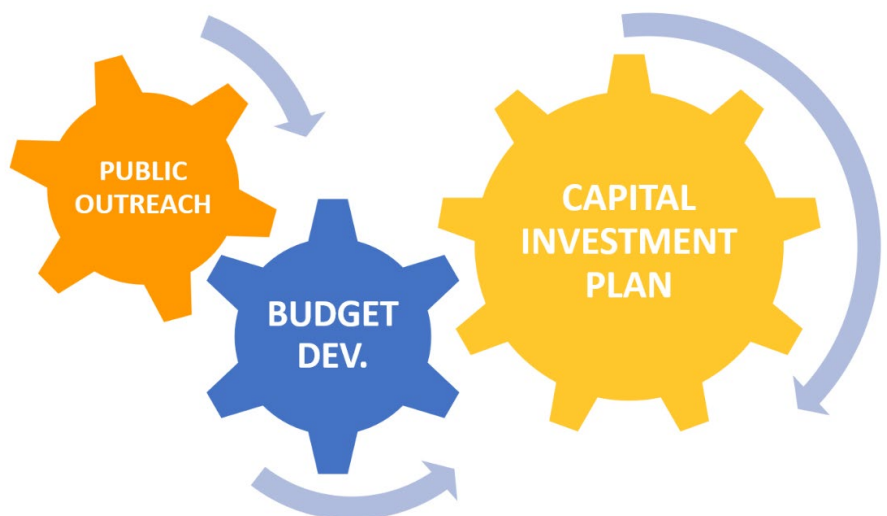 PUBLIC
OUTREACH
BUDGET
DEV.
CAPITAL
INVESTMENT
PLAN